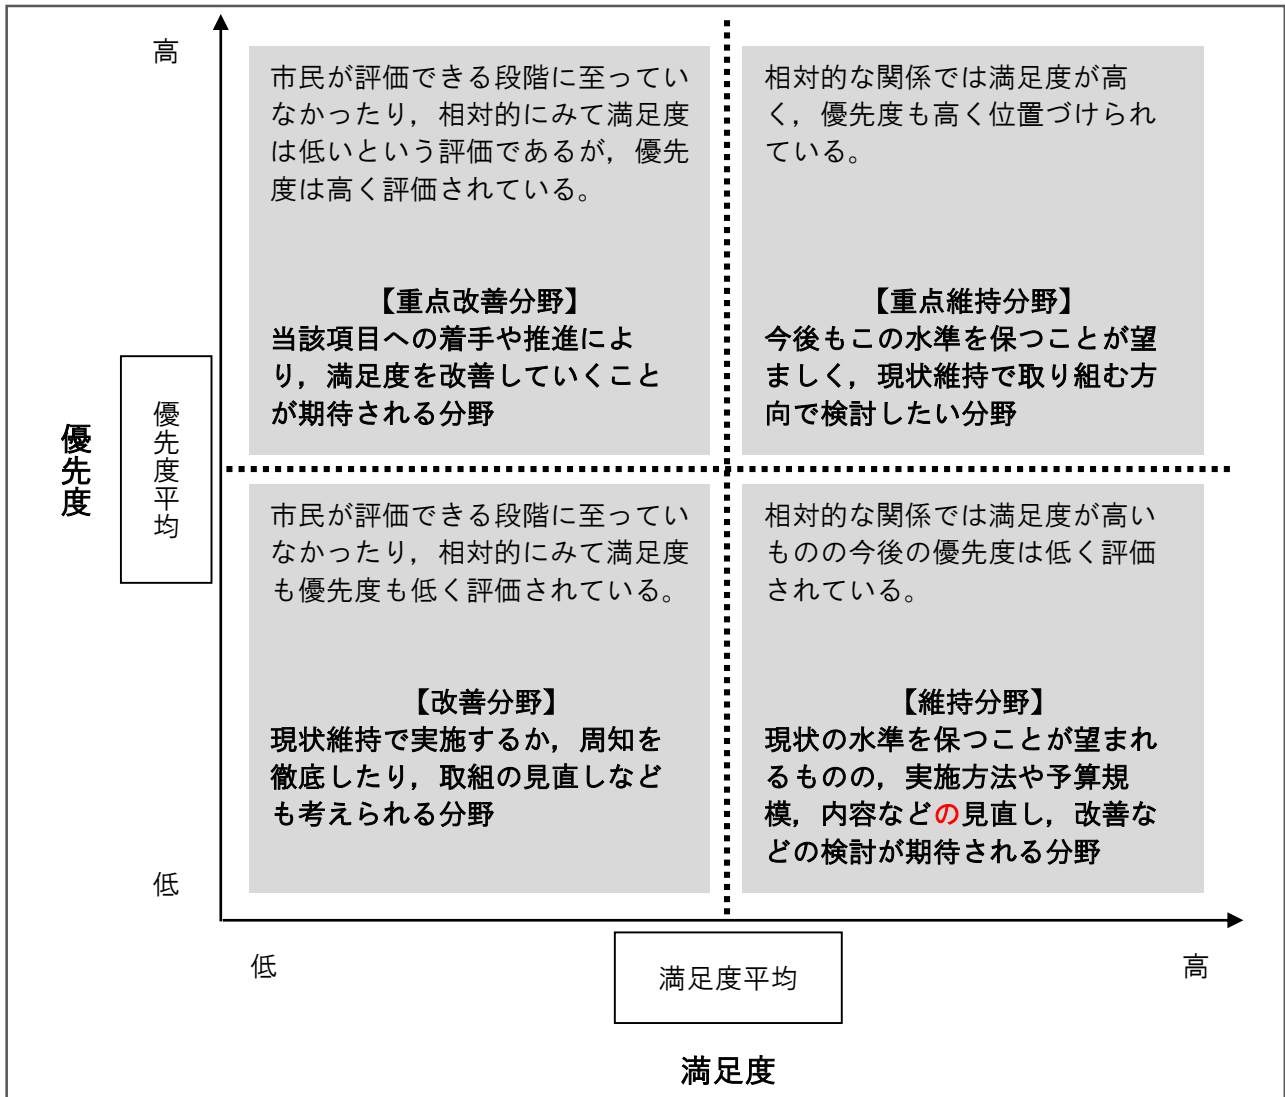 高
市民が評価できる段階に至ってい
なかったり，相対的にみて満足度
は低いという評価であるが，優先
度は高く評価されている。
【重点改善分野】
当該項目への着手や推進によ
り，満足度を改善していくこと
が期待される分野
相対的な関係では満足度が高
く，優先度も高く位置づけられ
ている。
【重点維持分野】
今後もこの水準を保つことが望
ましく，現状維持で取り組む方
向で検討したい分野
優先度
優先度平均
市民が評価できる段階に至ってい
なかったり，相対的にみて満足度
も優先度も低く評価されている。
【改善分野】
現状維持で実施するか，周知を
徹底したり，取組の見直しなど
も考えられる分野
相対的な関係では満足度が高い
ものの今後の優先度は低く評価
されている。
【維持分野】
現状の水準を保つことが望まれ
るものの，実施方法や予算規
模，内容などの見直し，改善な
どの検討が期待される分野
低
低
満足度平均
高
満足度